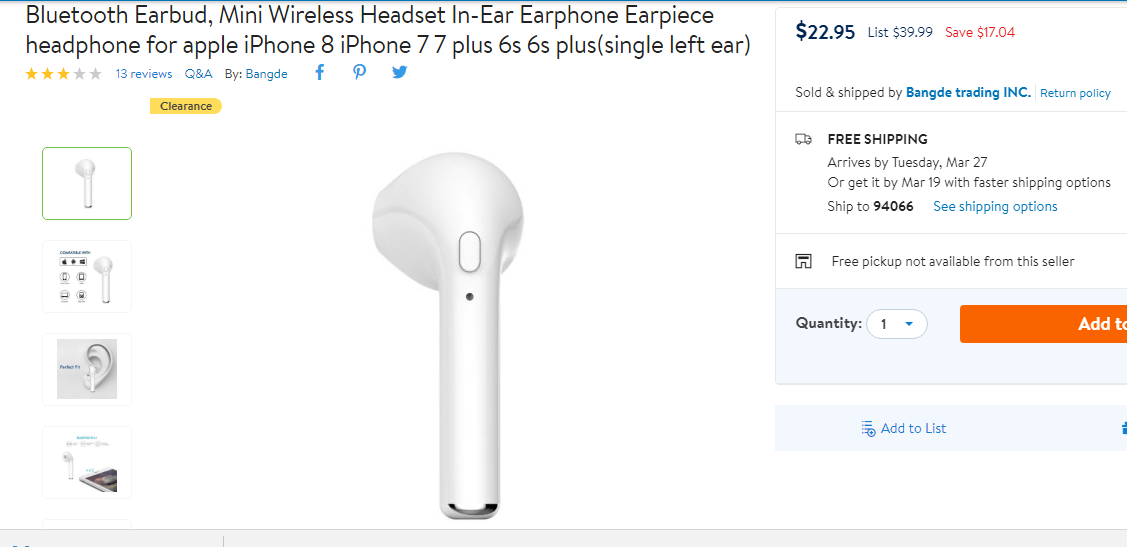 Bluetooth Earbud, Mini Wireless Headset In-Ear Earphone Earpiece
headphone for apple iPhone 8 iPhone 7 7 plus 6s 6s plus(single left ear)
13 reviews Q&A By: Bangde
Clearance
COMPATIBLE WITH
Perfect Fit
$22.95 List $39.99 Save $17.04
Sold & shipped by Bangde trading INC. Return policy
FREE SHIPPING
Arrives by Tuesday, Mar 27
Or get it by Mar 19 with faster shipping options
Ship to 94066 See shipping options
Free pickup not available from this seller
Quantity: 1 Add to
Add to List